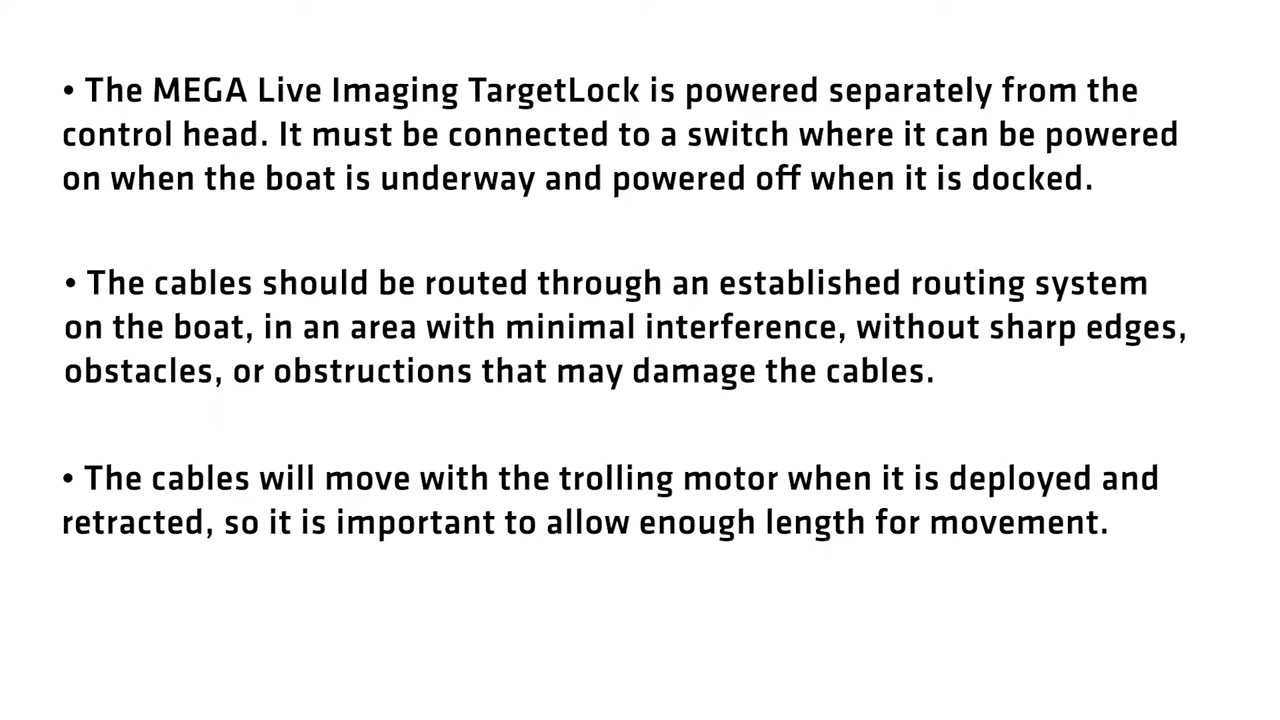 • The MEGA Live Imaging TargetLock is powered separately from the
control head. It must be connected to a switch where it can be powered
on when the boat is underway and powered off when it is docked.
• The cables should be routed through an established routing system
on the boat, in an area with minimal interference, without sharp edges,
obstacles, or obstructions that may damage the cables.
• The cables will move with the trolling motor when it is deployed and
retracted, so it is important to allow enough length for movement.